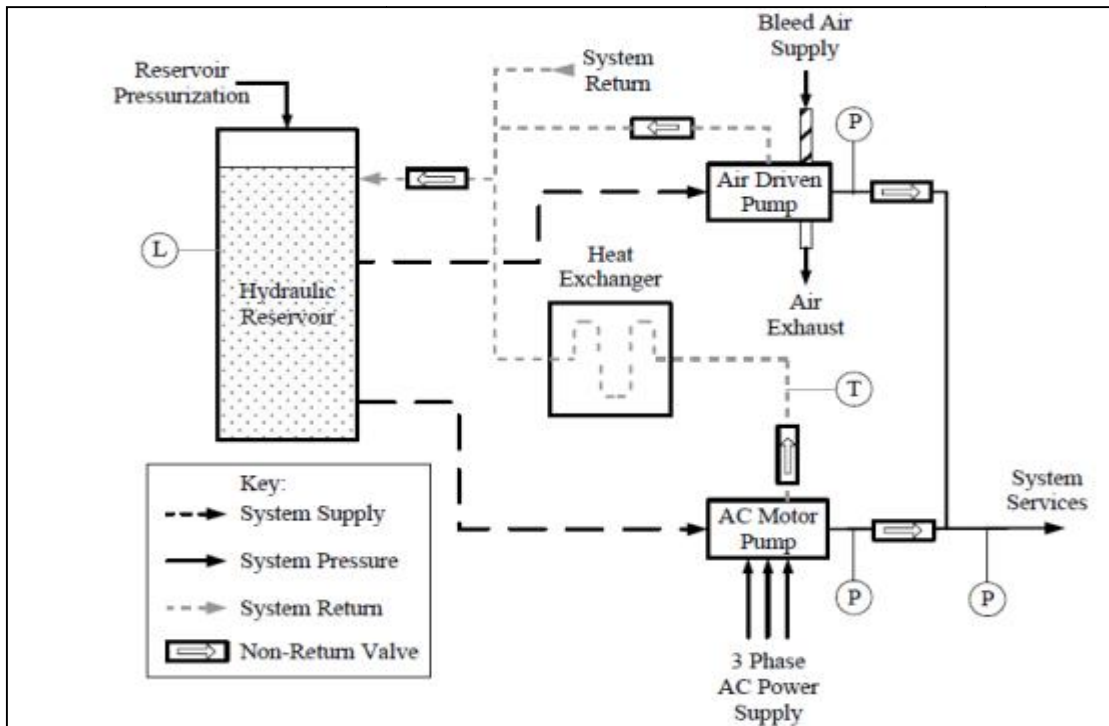 Bleed Air
Supply
System
Return
Reservoir
Pressurization
P
Air Driven
Pump
L
Heat
Exchanger
Hydraulic
Reservoir
Air
Exhaust
T
Key:
System Supply
System Pressure
System Return
Non-Return Valve
AC Motor
Pump
System
Services
P
P
3 Phase
AC Power
Supply